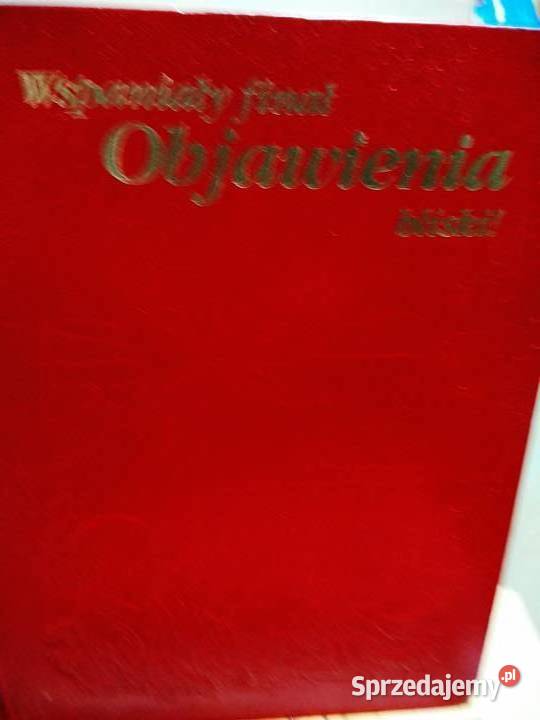 Wspaniały finał
Objawienia
bliski!
Sprzedajemy.pl